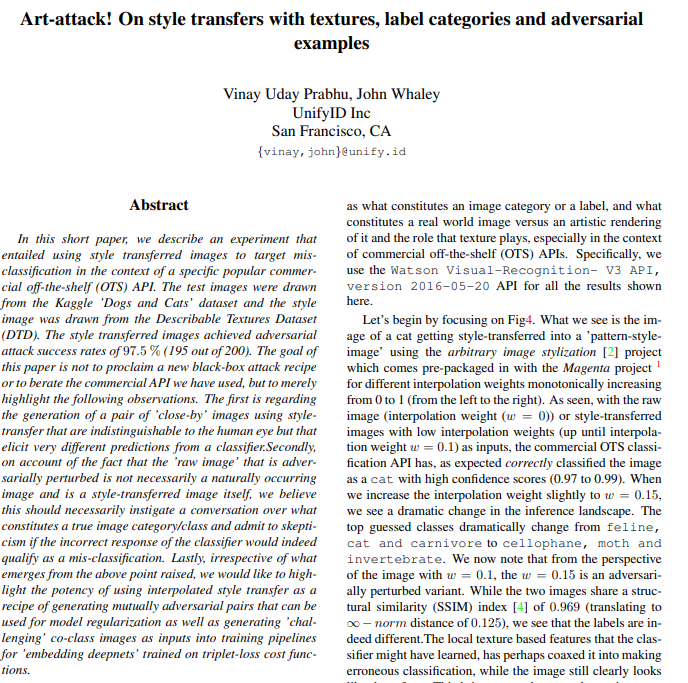 Art-attack! On style transfers with textures, label categories and adversarial
examples
Vinay Uday Prabhu, John Whaley
UnifyID Inc
San Francisco, CA
{vinay,john}@unify.id
Abstract
In this short paper, we describe an experiment that
entailed using style transferred images to target mis-
classification in the context of a specific popular commer-
cial off-the-shelf (OTS) API. The test images were drawn
from the Kaggle 'Dogs and Cats' dataset and the style
image was drawn from the Describable Textures Dataset
(DTD). The style transferred images achieved adversarial
attack success rates of 97.5 % (195 out of 200). The goal of
this paper is not to proclaim a new black-box attack recipe
or to berate the commercial API we have used, but to merely
highlight the following observations. The first is regarding
the generation of a pair of 'close-by' images using style-
transfer that are indistinguishable to the human eye but that
elicit very different predictions from a classifier.Secondly,
on account of the fact that the 'raw image' that is adver-
sarially perturbed is not necessarily a naturally occurring
image and is a style-transferred image itself, we believe
this should necessarily instigate a conversation over what
constitutes a true image category/class and admit to skepti-
cism if the incorrect response of the classifier would indeed
qualify as a mis-classification. Lastly, irrespective of what
emerges from the above point raised, we would like to high-
light the potency of using interpolated style transfer as a
recipe of generating mutually adversarial pairs that can be
used for model regularization as well as generating 'chal-
lenging' co-class images as inputs into training pipelines
for 'embedding deepnets' trained on triplet-loss cost func-
tions.
as what constitutes an image category or a label, and what
constitutes a real world image versus an artistic rendering
of it and the role that texture plays, especially in the context
of commercial off-the-shelf (OTS) APIs. Specifically, we
use the Watson Visual-Recognition- V3 API,
version 2016-05-20 API for all the results shown
here.
Let's begin by focusing on Fig4. What we see is the im-
age of a cat getting style-transferred into a 'pattern-style-
image' using the arbitrary image stylization [2] project
which comes pre-packaged in with the Magenta project 1
for different interpolation weights monotonically increasing
from 0 to 1 (from the left to the right). As seen, with the raw
image (interpolation weight (w = 0)) or style-transferred
images with low interpolation weights (up until interpola-
tion weight w = 0.1) as inputs, the commercial OTS classi-
fication API has, as expected correctly classified the image
as a cat with high confidence scores (0.97 to 0.99). When
we increase the interpolation weight slightly to w = 0.15,
we see a dramatic change in the inference landscape. The
top guessed classes dramatically change from feline,
cat and carnivore to cellophane, moth and
invertebrate. We now note that from the perspective
of the image with w = 0.1, the w = 0.15 is an adversari-
ally perturbed variant. While the two images share a struc-
tural similarity (SSIM) index [4] of 0.969 (translating to
∞ − norm distance of 0.125), we see that the labels are in-
deed different.The local texture based features that the clas-
sifier might have learned, has perhaps coaxed it into making
erroneous classification, while the image still clearly looks